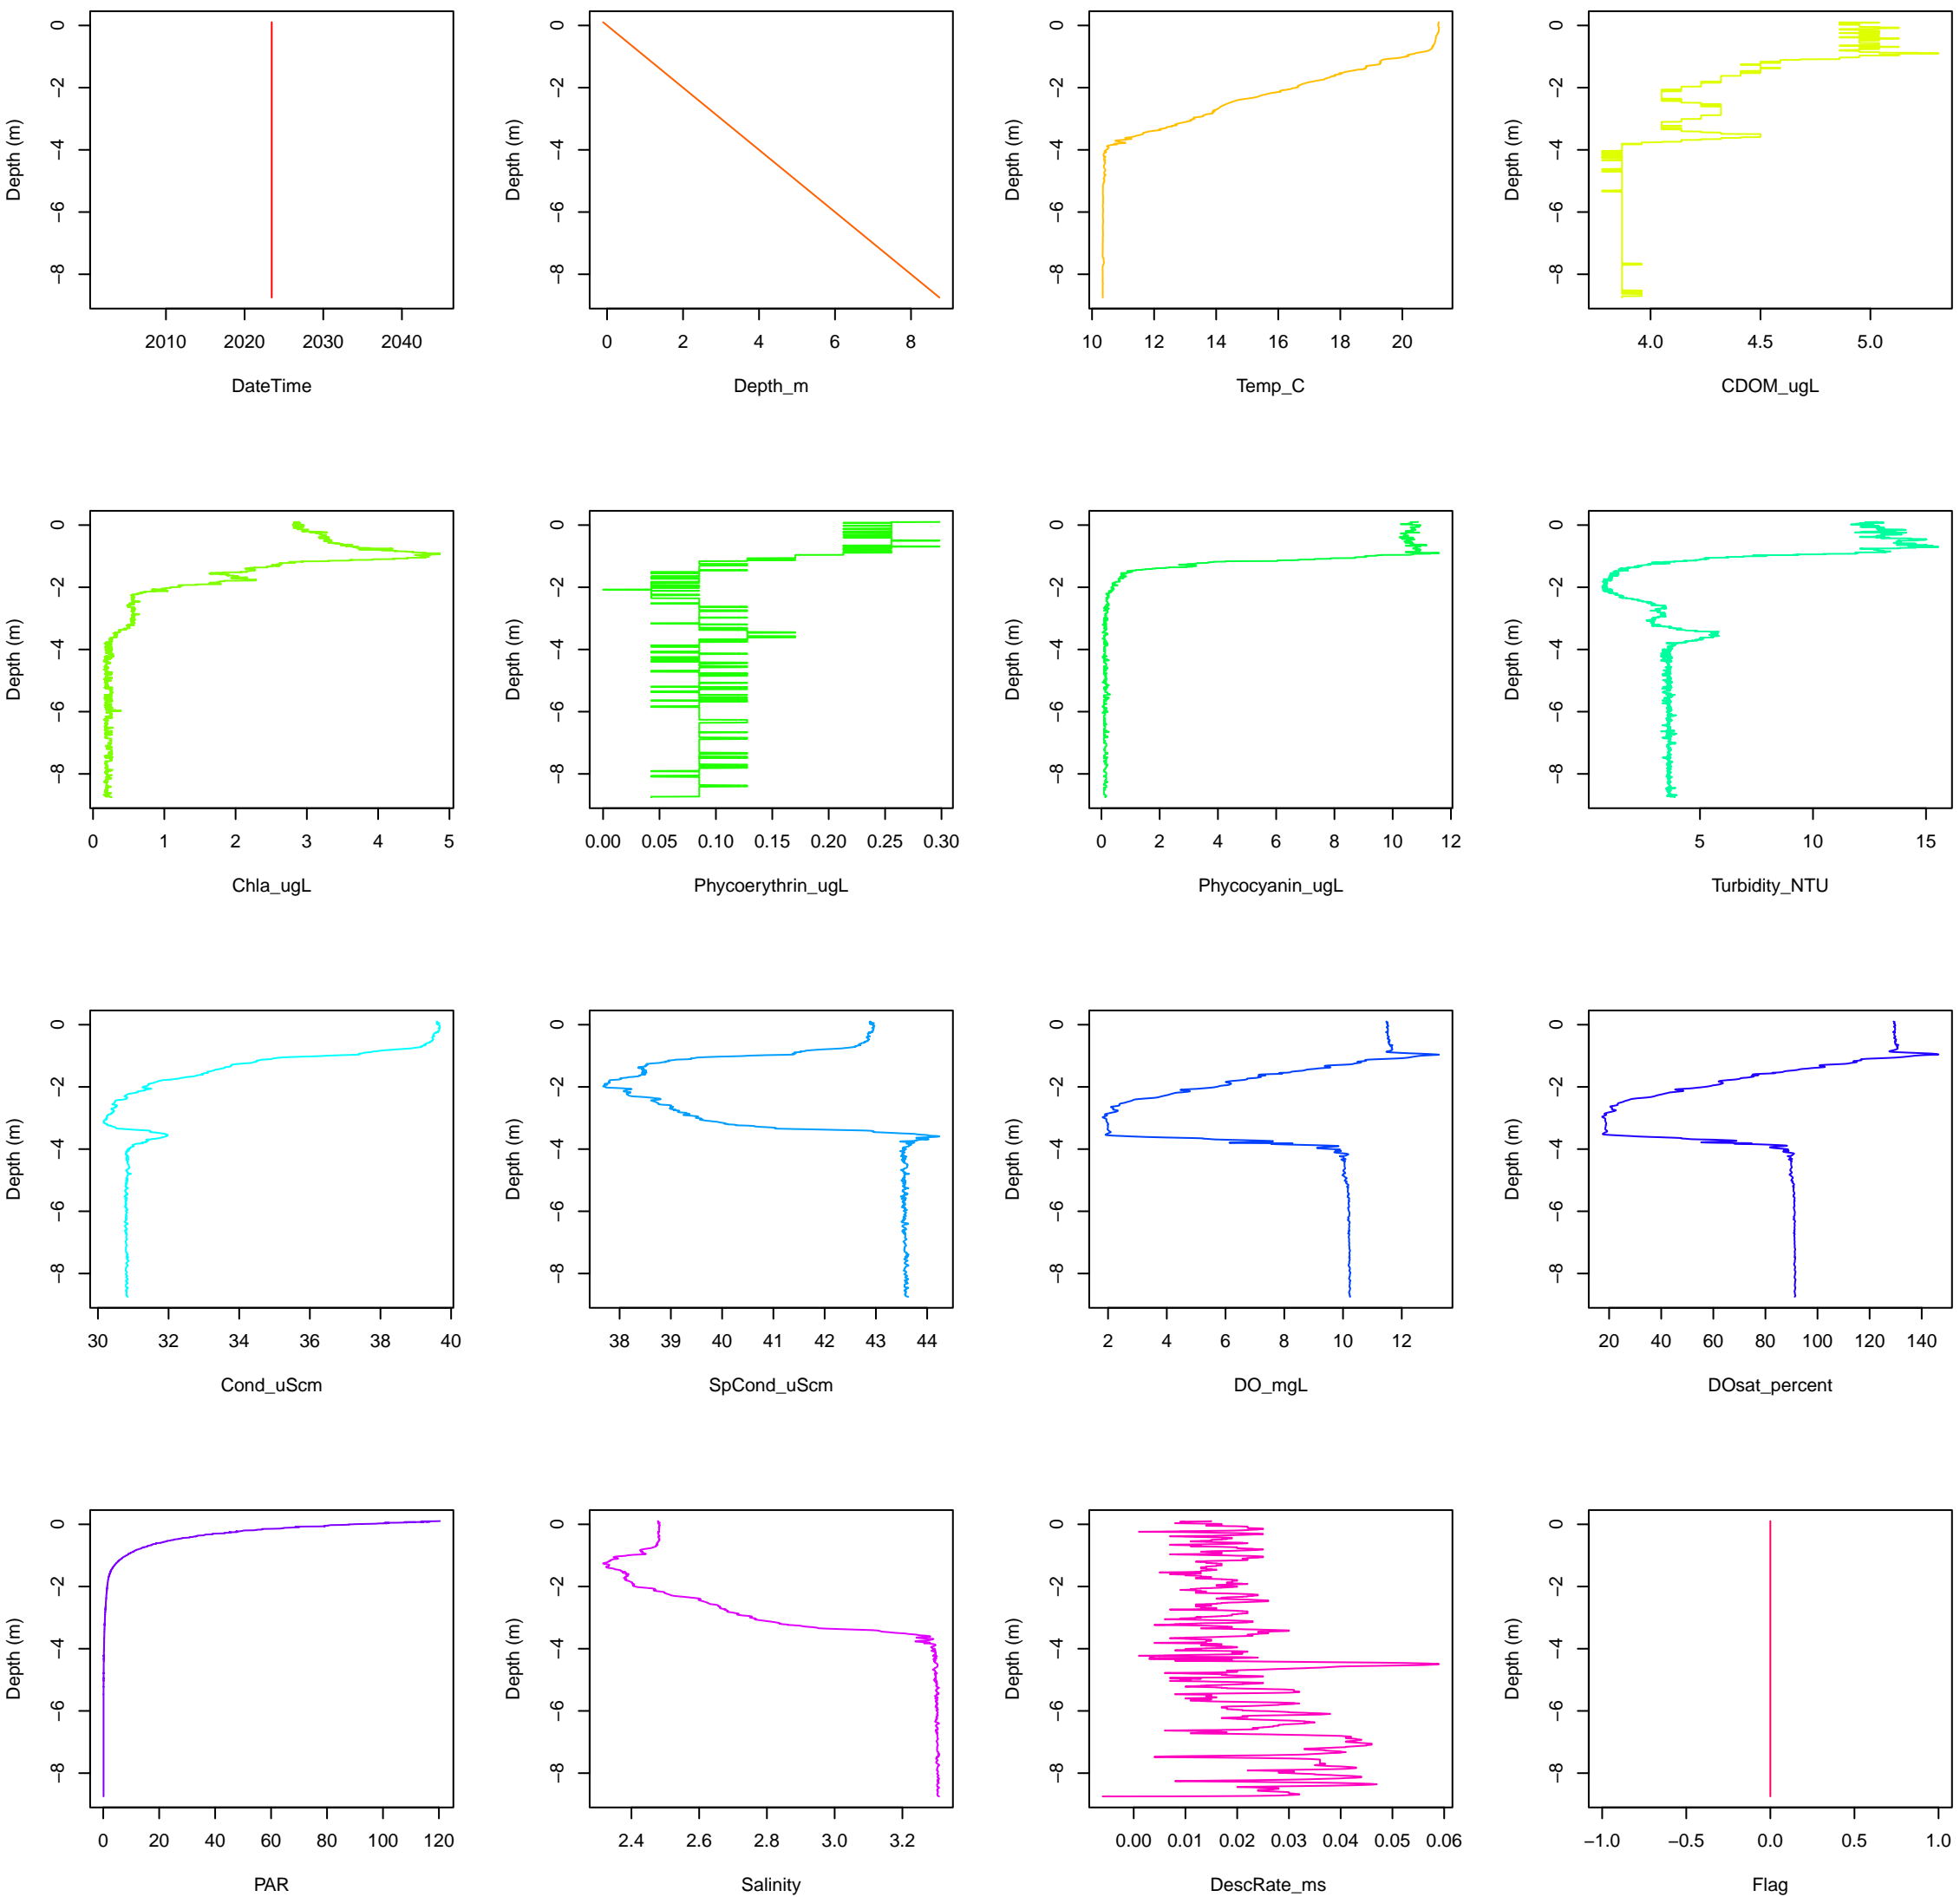 0 0 0 0
−2 −2 −2 −2
Depth (m) Depth (m) Depth (m) Depth (m)
−4 −4 −4 −4
−6 −6 −6 −6
−8 −8 −8 −8
2010 2020 2030 2040 0 2 4 6 8 10 12 14 16 18 20 4.0 4.5 5.0
DateTime Depth_m Temp_C CDOM_ugL
0 0 0 0
−2 −2 −2 −2
Depth (m) Depth (m) Depth (m) Depth (m)
−4 −4 −4 −4
−6 −6 −6 −6
−8 −8 −8 −8
0 1 2 3 4 5 0.00 0.05 0.10 0.15 0.20 0.25 0.30 0 2 4 6 8 10 12 5 10 15
Chla_ugL Phycoerythrin_ugL Phycocyanin_ugL Turbidity_NTU
0 0 0 0
−2 −2 −2 −2
Depth (m) Depth (m) Depth (m) Depth (m)
−4 −4 −4 −4
−6 −6 −6 −6
−8 −8 −8 −8
30 32 34 36 38 40 38 39 40 41 42 43 44 2 4 6 8 10 12 20 40 60 80 100 120 140
Cond_uScm SpCond_uScm DO_mgL DOsat_percent
0 0 0 0
−2 −2 −2 −2
Depth (m) Depth (m) Depth (m) Depth (m)
−4 −4 −4 −4
−6 −6 −6 −6
−8 −8 −8 −8
0 20 40 60 80 100 120 2.4 2.6 2.8 3.0 3.2 0.00 0.01 0.02 0.03 0.04 0.05 0.06 −1.0 −0.5 0.0 0.5 1.0
PAR Salinity DescRate_ms Flag